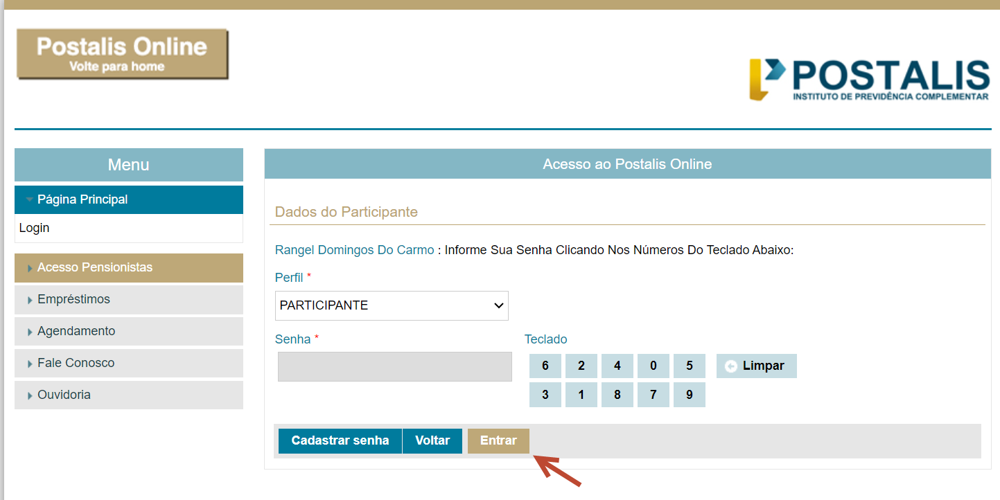 Postalis Online
Volte para home
POSTALIS
INSTITUTO DE PREVIDÊNCIA COMPLEMENTAR
Menu
Página Principal
Login
Acesso Pensionistas
Empréstimos
Agendamento
Fale Conosco
Ouvidoria
Acesso ao Postalis Online
Dados do Participante
Rangel Domingos Do Carmo : Informe Sua Senha Clicando Nos Números Do Teclado Abaixo:
Perfil *
PARTICIPANTE
Senha *
Teclado
6 2 4 0 5 Limpar
3 1 8 7 9
Cadastrar senha Voltar Entrar